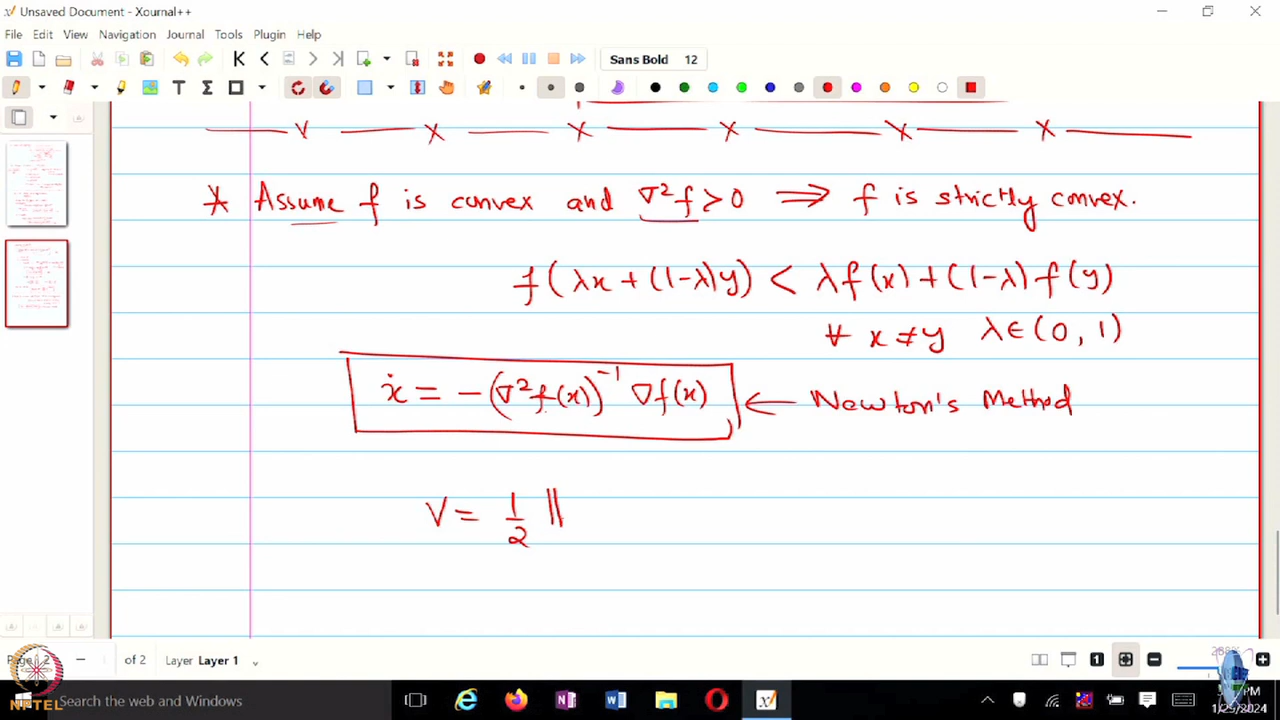 Unsaved Document - Xournal++
File Edit View Navigation Journal Tools Plugin Help
Sans Bold 12
V X X X X X
* Assume f is convex and ∇²f > 0 ⟹ f is strictly convex.
f(λx + (1-λ)y) < λf(x) + (1-λ)f(y)
∀ x ≠ y λ ∈ (0, 1)
ẋ = -(∇²f(x))⁻¹ ∇f(x) ← Newton's Method
V = 1/2 ||
Page 2 of 2 Layer Layer 1
Search the web and Windows
PM
1/25/2024
NPTEL